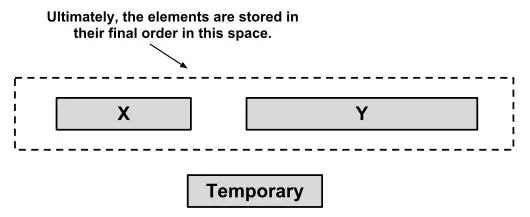 Ultimately, the elements are stored in
their final order in this space.
X
Y
Temporary